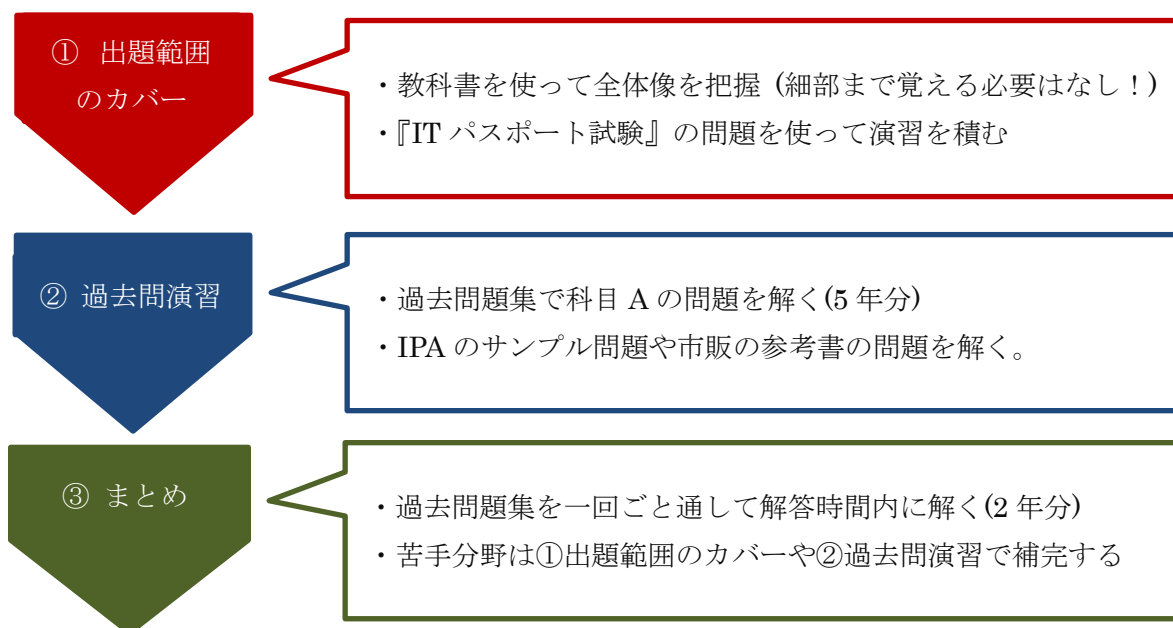 ① 出題範囲
のカバー
・教科書を使って全体像を把握 (細部まで覚える必要はなし！)
・『IT パスポート試験』の問題を使って演習を積む
② 過去問演習
・過去問題集で科目 A の問題を解く(5 年分)
・IPA のサンプル問題や市販の参考書の問題を解く。
③ まとめ
・過去問題集を一回ごと通して解答時間内に解く(2 年分)
・苦手分野は①出題範囲のカバーや②過去問演習で補完する